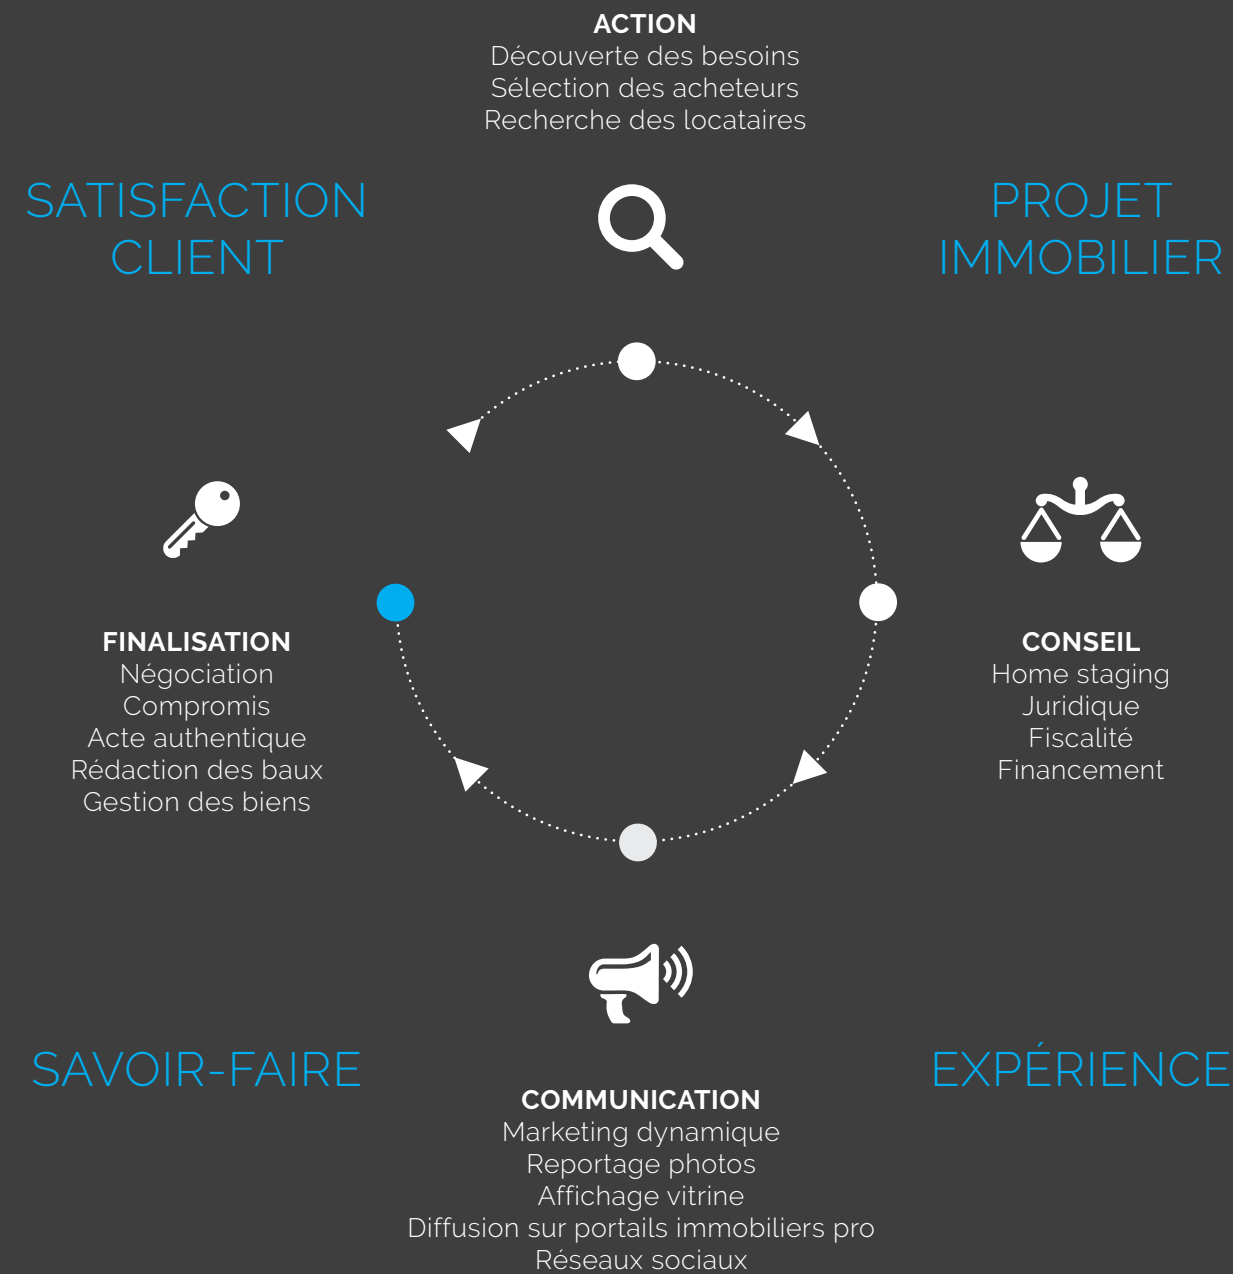 ACTION
Découverte des besoins
Sélection des acheteurs
Recherche des locataires
SATISFACTION
CLIENT
PROJET
IMMOBILIER
FINALISATION
Négociation
Compromis
Acte authentique
Rédaction des baux
Gestion des biens
CONSEIL
Home staging
Juridique
Fiscalité
Financement
SAVOIR-FAIRE
EXPÉRIENCE
COMMUNICATION
Marketing dynamique
Reportage photos
Affichage vitrine
Diffusion sur portails immobiliers pro
Réseaux sociaux